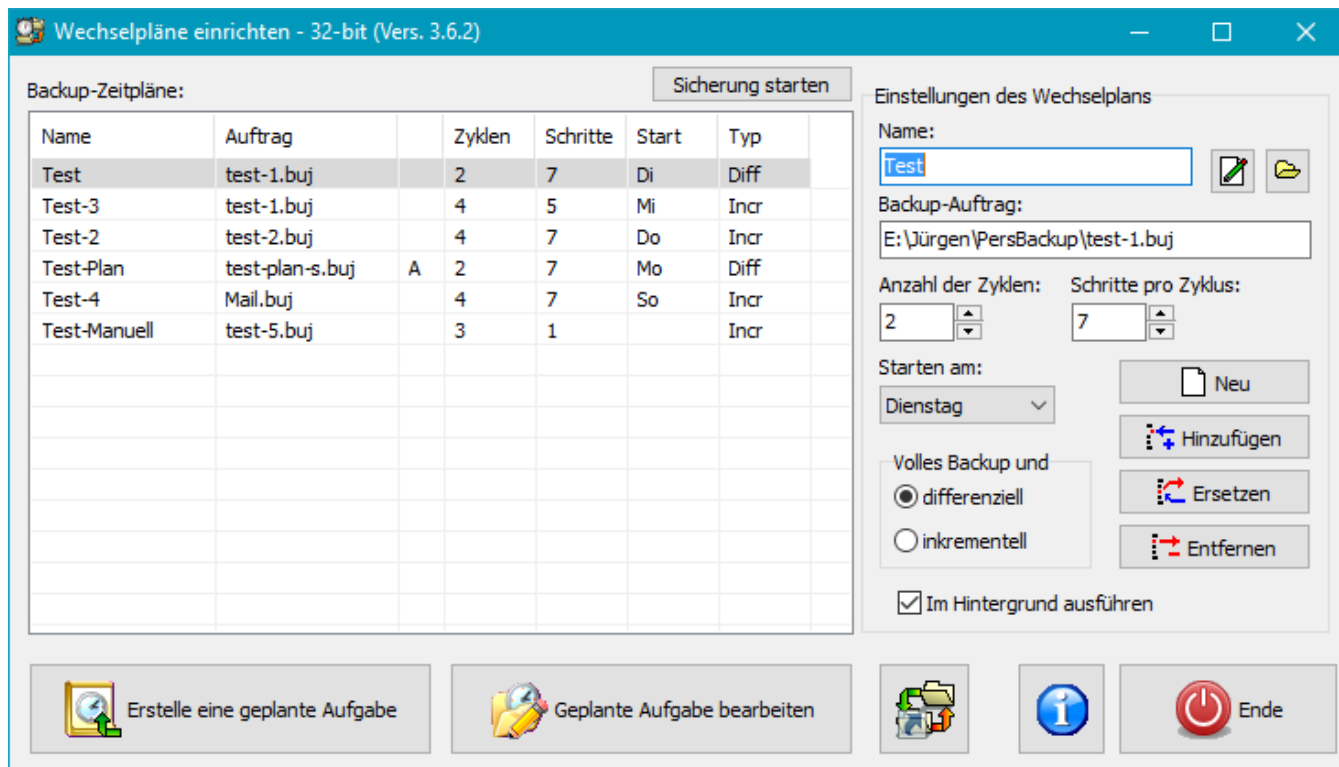 Wechselpläne einrichten - 32-bit (Vers. 3.6.2)
Backup-Zeitpläne:
Sicherung starten
Name Auftrag Zyklen Schritte Start Typ
Test test-1.buj 2 7 Di Diff
Test-3 test-1.buj 4 5 Mi Incr
Test-2 test-2.buj 4 7 Do Incr
Test-Plan test-plan-s.buj A 2 7 Mo Diff
Test-4 Mail.buj 4 7 So Incr
Test-Manuell test-5.buj 3 1 Incr
Einstellungen des Wechselplans
Name:
Test
Backup-Auftrag:
E:\Jürgen\PersBackup\test-1.buj
Anzahl der Zyklen: Schritte pro Zyklus:
2 7
Starten am:
Dienstag
Neu
Hinzufügen
Volles Backup und
differenziell
inkrementell
Ersetzen
Entfernen
Im Hintergrund ausführen
Erstelle eine geplante Aufgabe
Geplante Aufgabe bearbeiten
Ende